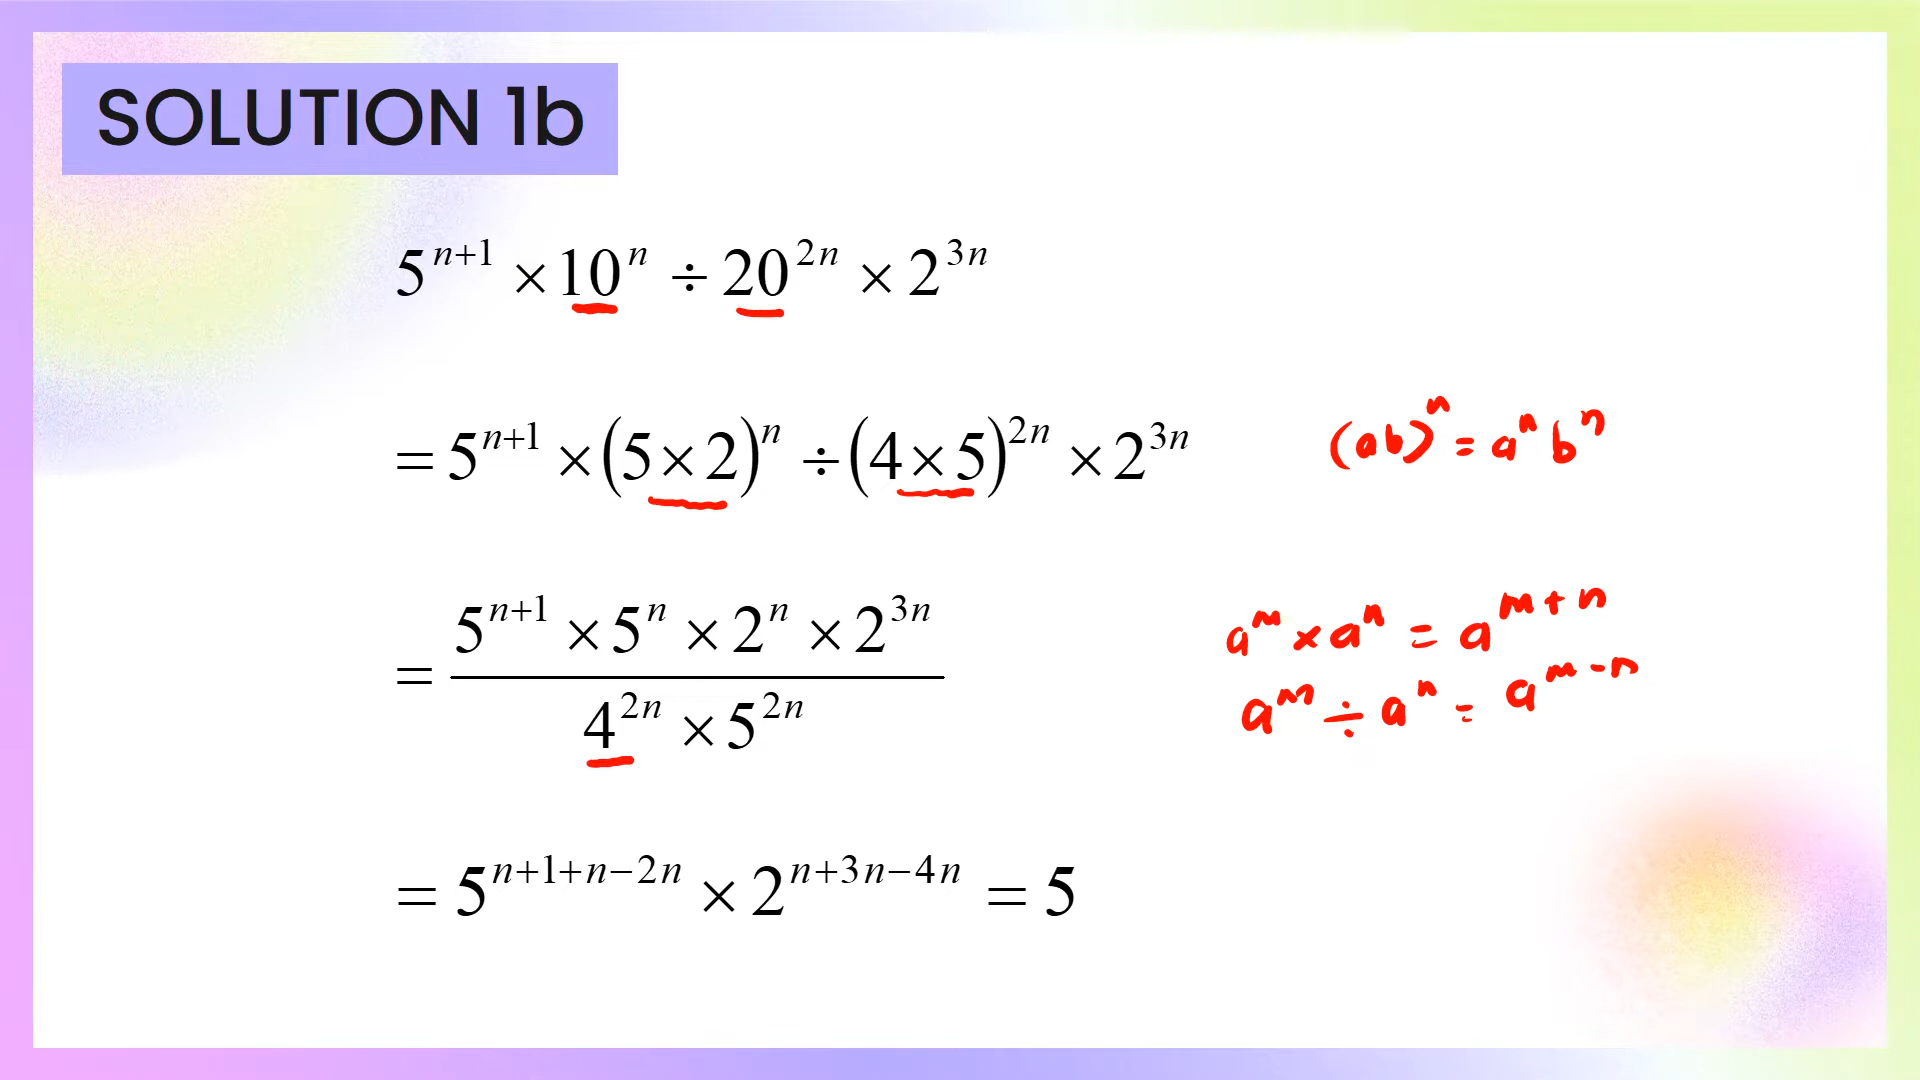 SOLUTION 1b
5^{n+1} × 10^{n} ÷ 20^{2n} × 2^{3n}
= 5^{n+1} × (5 × 2)^{n} ÷ (4 × 5)^{2n} × 2^{3n}
(ab)^{n} = a^{n} b^{n}
= \frac{5^{n+1} × 5^{n} × 2^{n} × 2^{3n}}{4^{2n} × 5^{2n}}
a^{m} × a^{n} = a^{m+n}
a^{m} ÷ a^{n} = a^{m-n}
= 5^{n+1+n−2n} × 2^{n+3n−4n} = 5